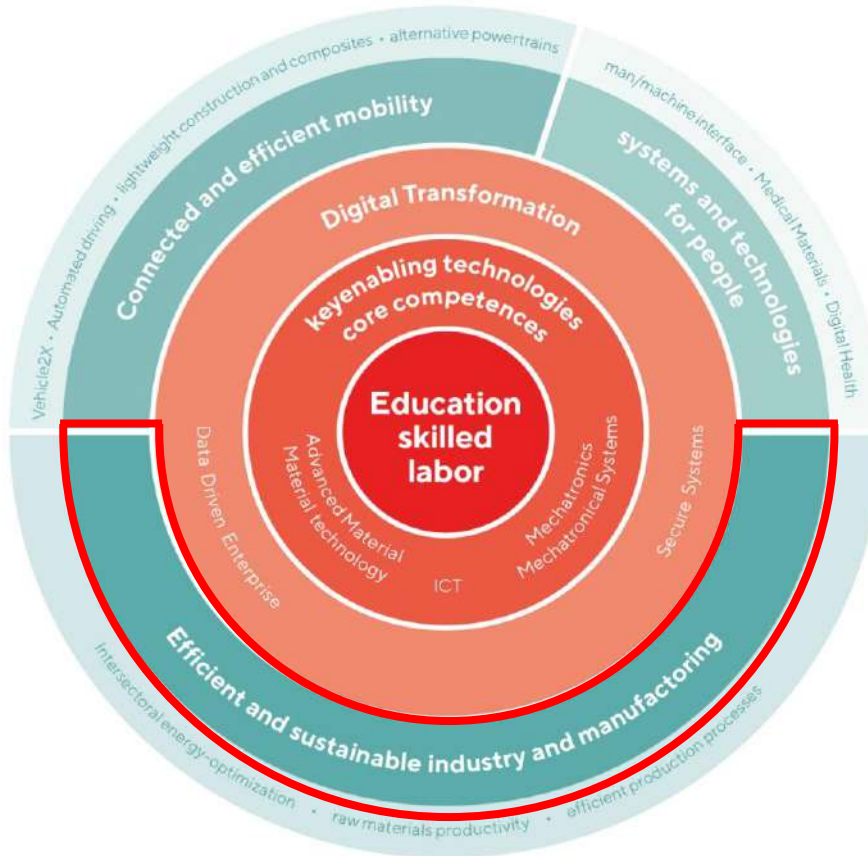 Vehicle2X • Automated driving • lightweight construction and composites • alternative powertrains
man/machine interface • Medical Materials • Digital Health
Connected and efficient mobility
systems and technologies
for people
Digital Transformation
keyenabling technologies
core competences
Education
skilled
labor
Data Driven Enterprise
Advanced Material
Material technology
ICT
Mechatronics
Mechatronical Systems
Secure Systems
Efficient and sustainable industry and manufacturing
Intersectoral energy-optimization • raw materials productivity • efficient production processes